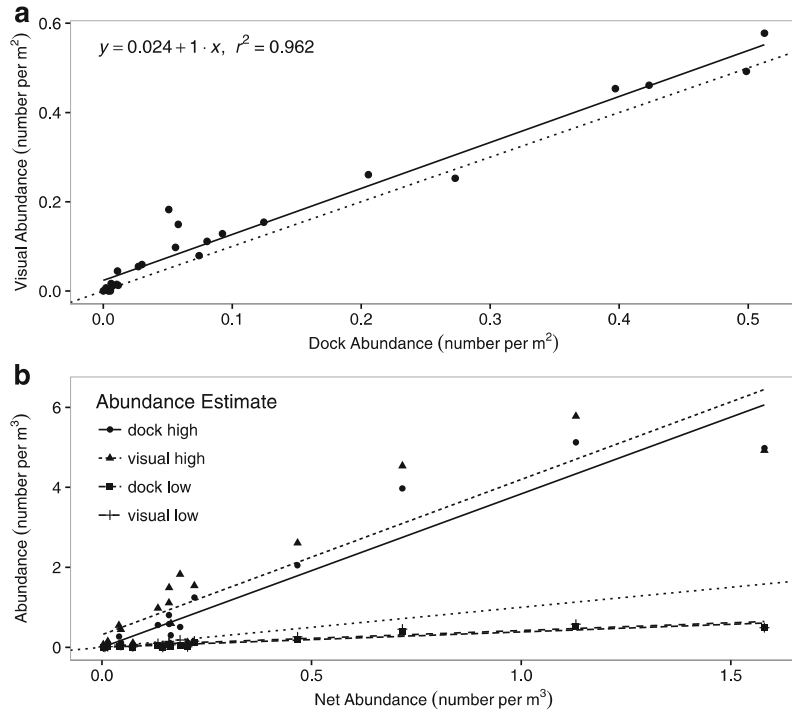 a
y = 0.024 + 1 · x,  r² = 0.962
Visual Abundance (number per m²)
0.6
0.4
0.2
0.0
0.0 0.1 0.2 0.3 0.4 0.5
Dock Abundance (number per m²)
b
Abundance Estimate
dock high
visual high
dock low
visual low
Abundance (number per m³)
6
4
2
0
0.0 0.5 1.0 1.5
Net Abundance (number per m³)